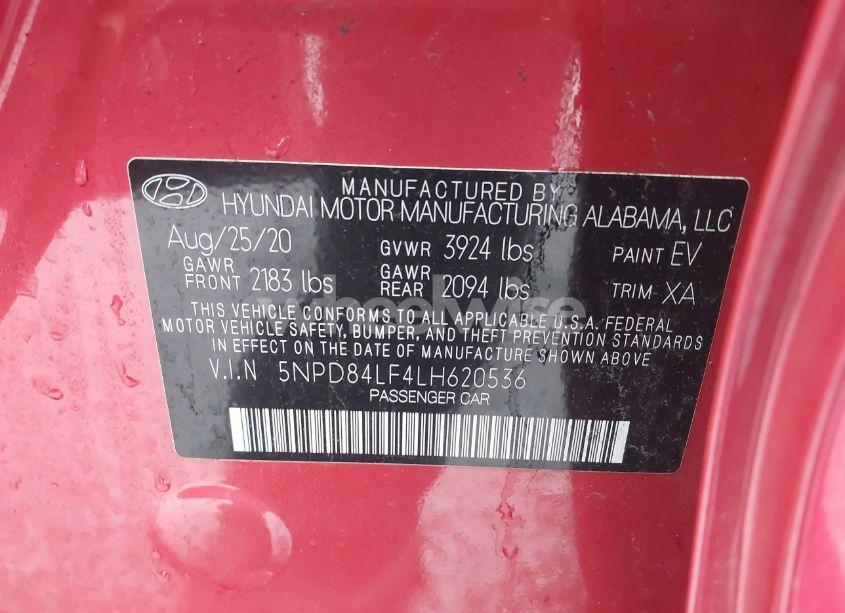 MANUFACTURED BY
HYUNDAI MOTOR MANUFACTURING ALABAMA, LLC
Aug/25/20 GVWR 3924 lbs PAINT EV
GAWR FRONT 2183 lbs GAWR REAR 2094 lbs TRIM XA
THIS VEHICLE CONFORMS TO ALL APPLICABLE U.S.A. FEDERAL
MOTOR VEHICLE SAFETY, BUMPER, AND THEFT PREVENTION STANDARDS
IN EFFECT ON THE DATE OF MANUFACTURE SHOWN ABOVE
V.I.N 5NPD84LF4LH620536
PASSENGER CAR
wheelwise